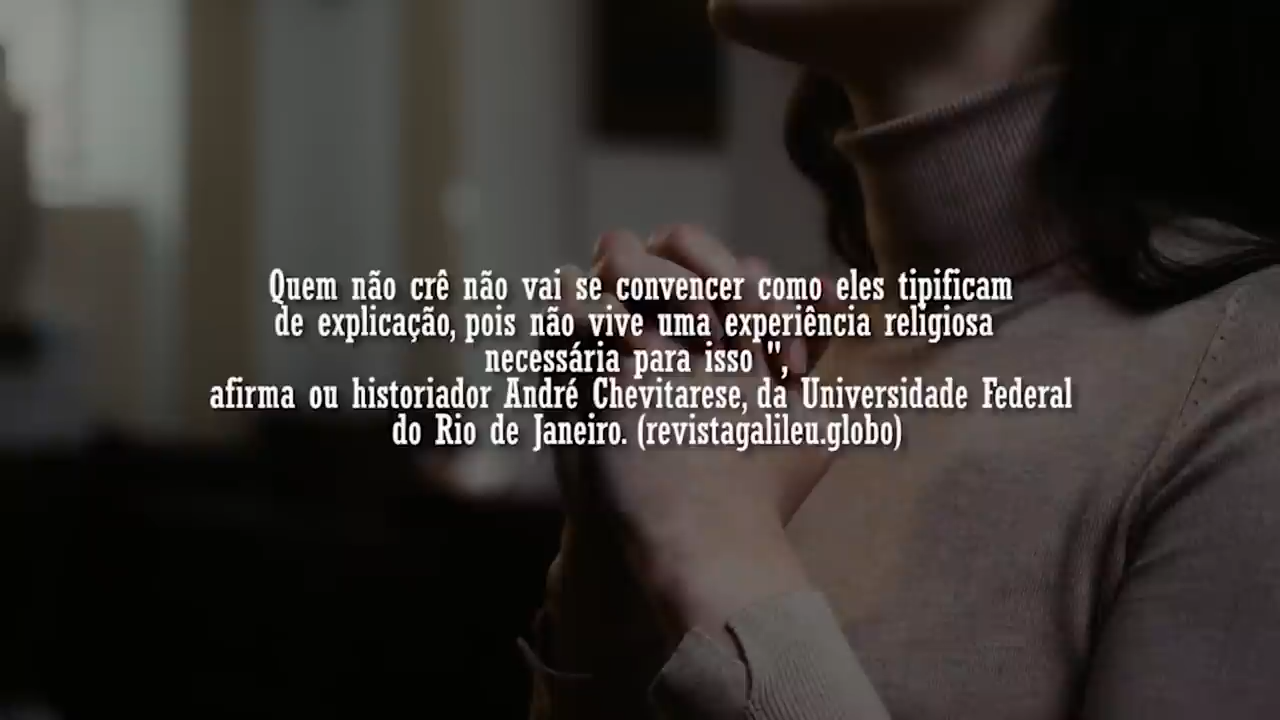 Quem não crê não vai se convencer como eles tipificam
de explicação, pois não vive uma experiência religiosa
necessária para isso ",
afirma ou historiador André Chevitarese, da Universidade Federal
do Rio de Janeiro. (revistagalileu.globo)